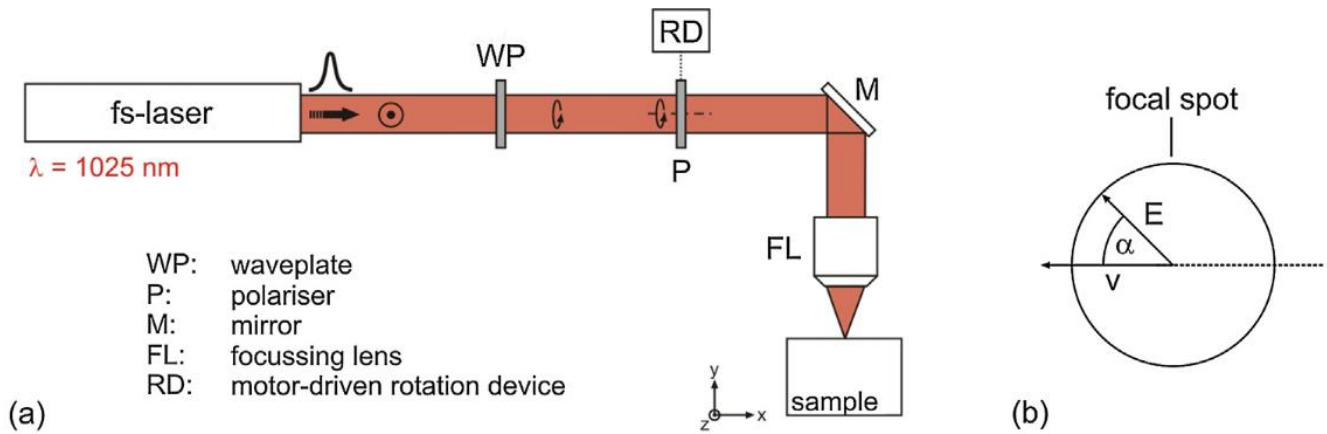 RD
WP
M
fs-laser
focal spot
λ = 1025 nm
P
E
α
v
FL
WP: waveplate
P: polariser
M: mirror
FL: focussing lens
RD: motor-driven rotation device
y
x
z
sample
(a)
(b)